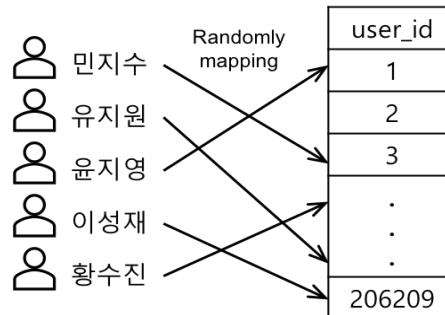 Randomly
mapping
민지수
유지원
윤지영
이성재
황수진
user_id
1
2
3
.
.
.
206209